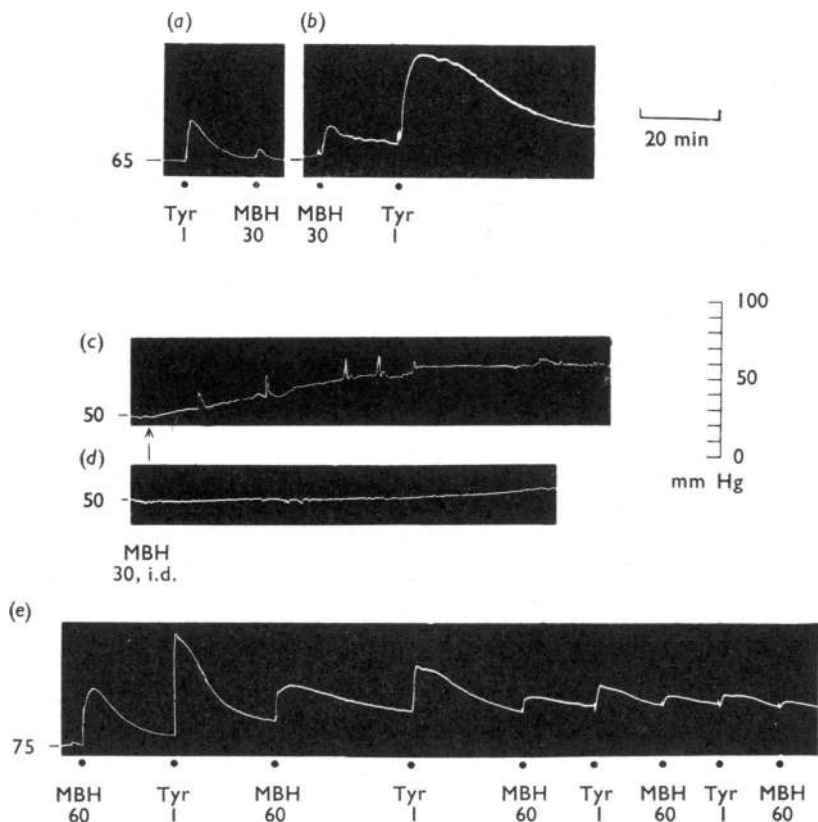 (a) (b)
65
20 min
Tyr MBH MBH Tyr
1 30 30 1
(c)
100
50
50
(d)
0
50
mm Hg
MBH
30, i.d.
(e)
75
MBH Tyr MBH Tyr MBH Tyr MBH Tyr MBH
60 1 60 1 60 1 60 1 60